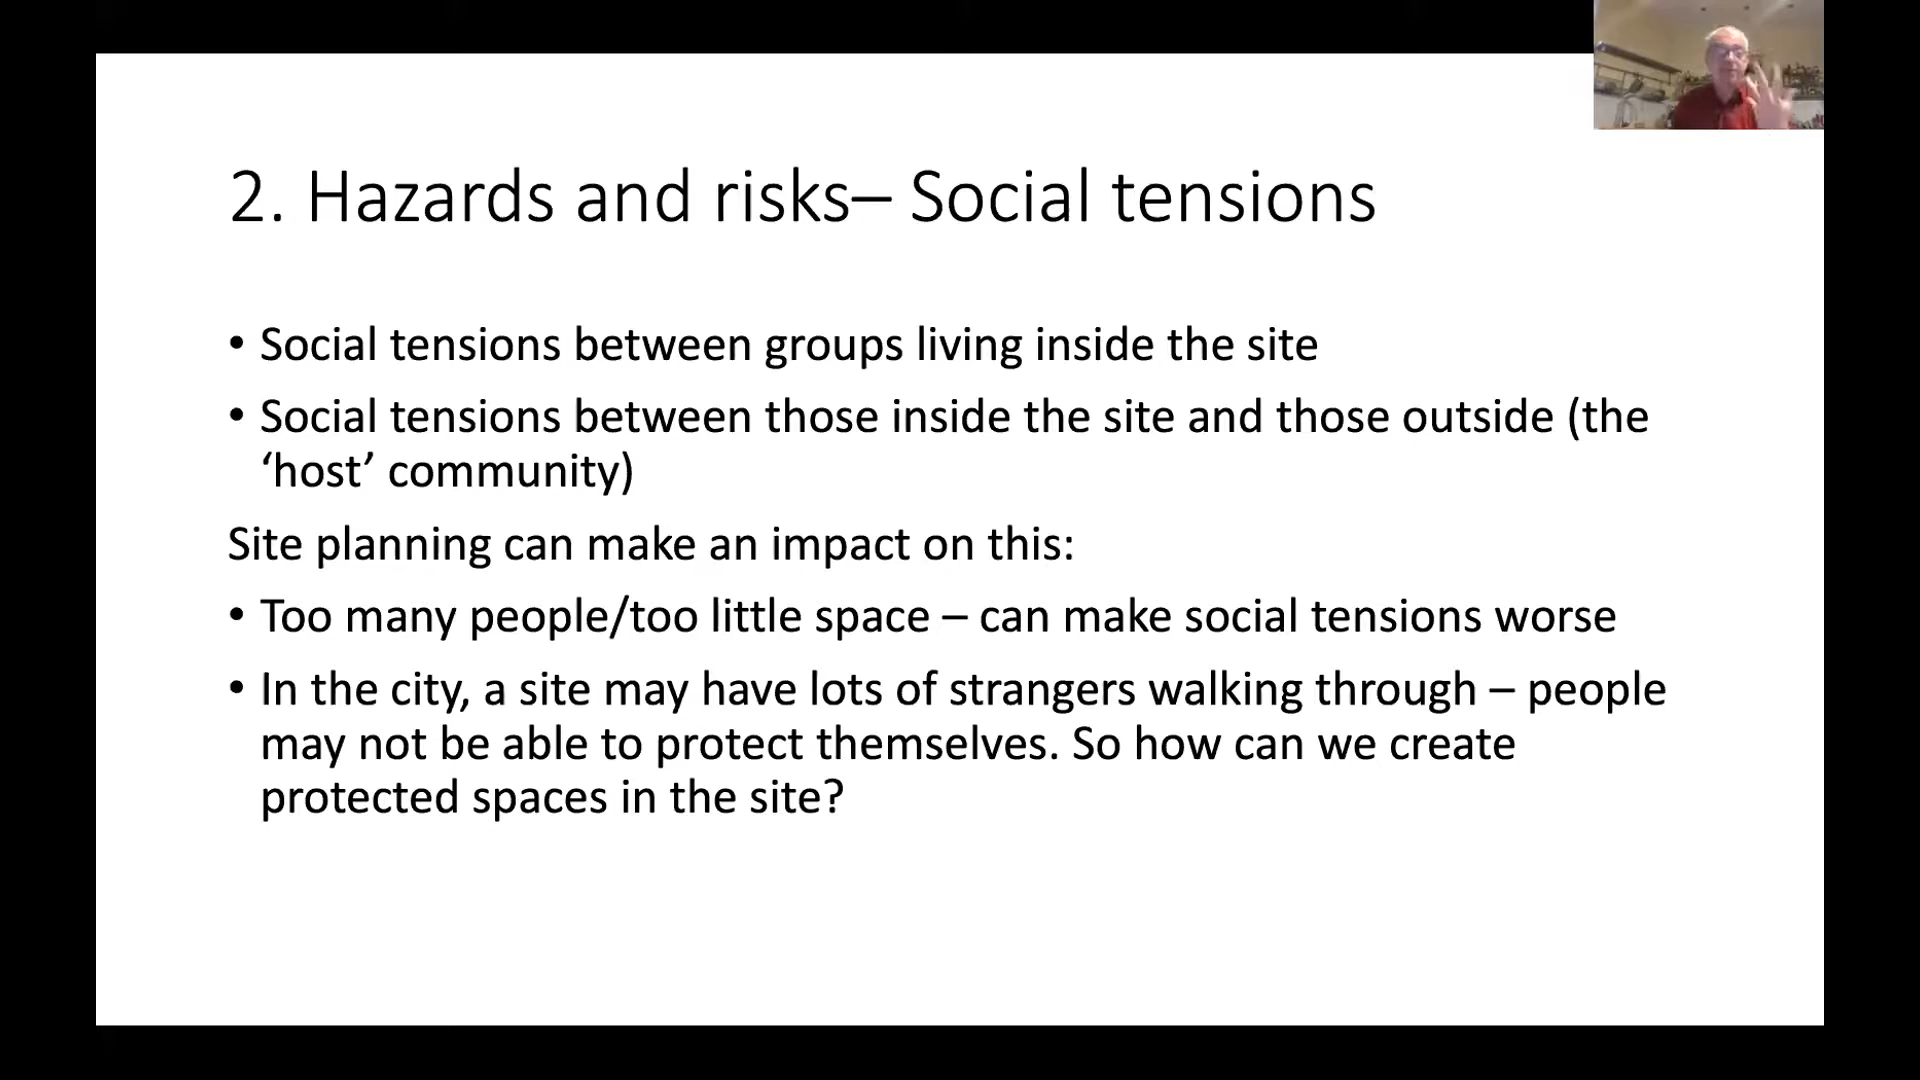 2. Hazards and risks– Social tensions
• Social tensions between groups living inside the site
• Social tensions between those inside the site and those outside (the
‘host’ community)
Site planning can make an impact on this:
• Too many people/too little space – can make social tensions worse
• In the city, a site may have lots of strangers walking through – people
may not be able to protect themselves. So how can we create
protected spaces in the site?